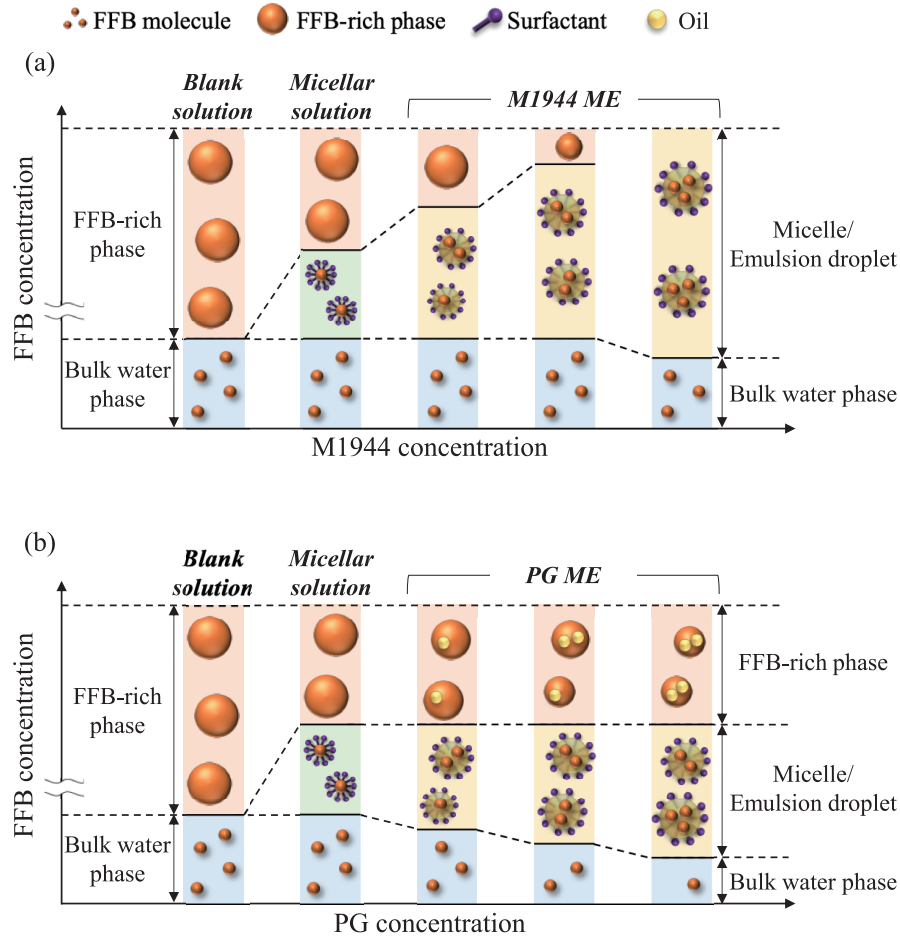 FFB molecule FFB-rich phase Surfactant Oil
(a)
Blank
solution
Micellar
solution
M1944 ME
FFB concentration
FFB-rich
phase
Bulk water
phase
Micelle/
Emulsion droplet
Bulk water phase
M1944 concentration
(b)
Blank
solution
Micellar
solution
PG ME
FFB concentration
FFB-rich
phase
Bulk water
phase
FFB-rich phase
Micelle/
Emulsion droplet
Bulk water phase
PG concentration